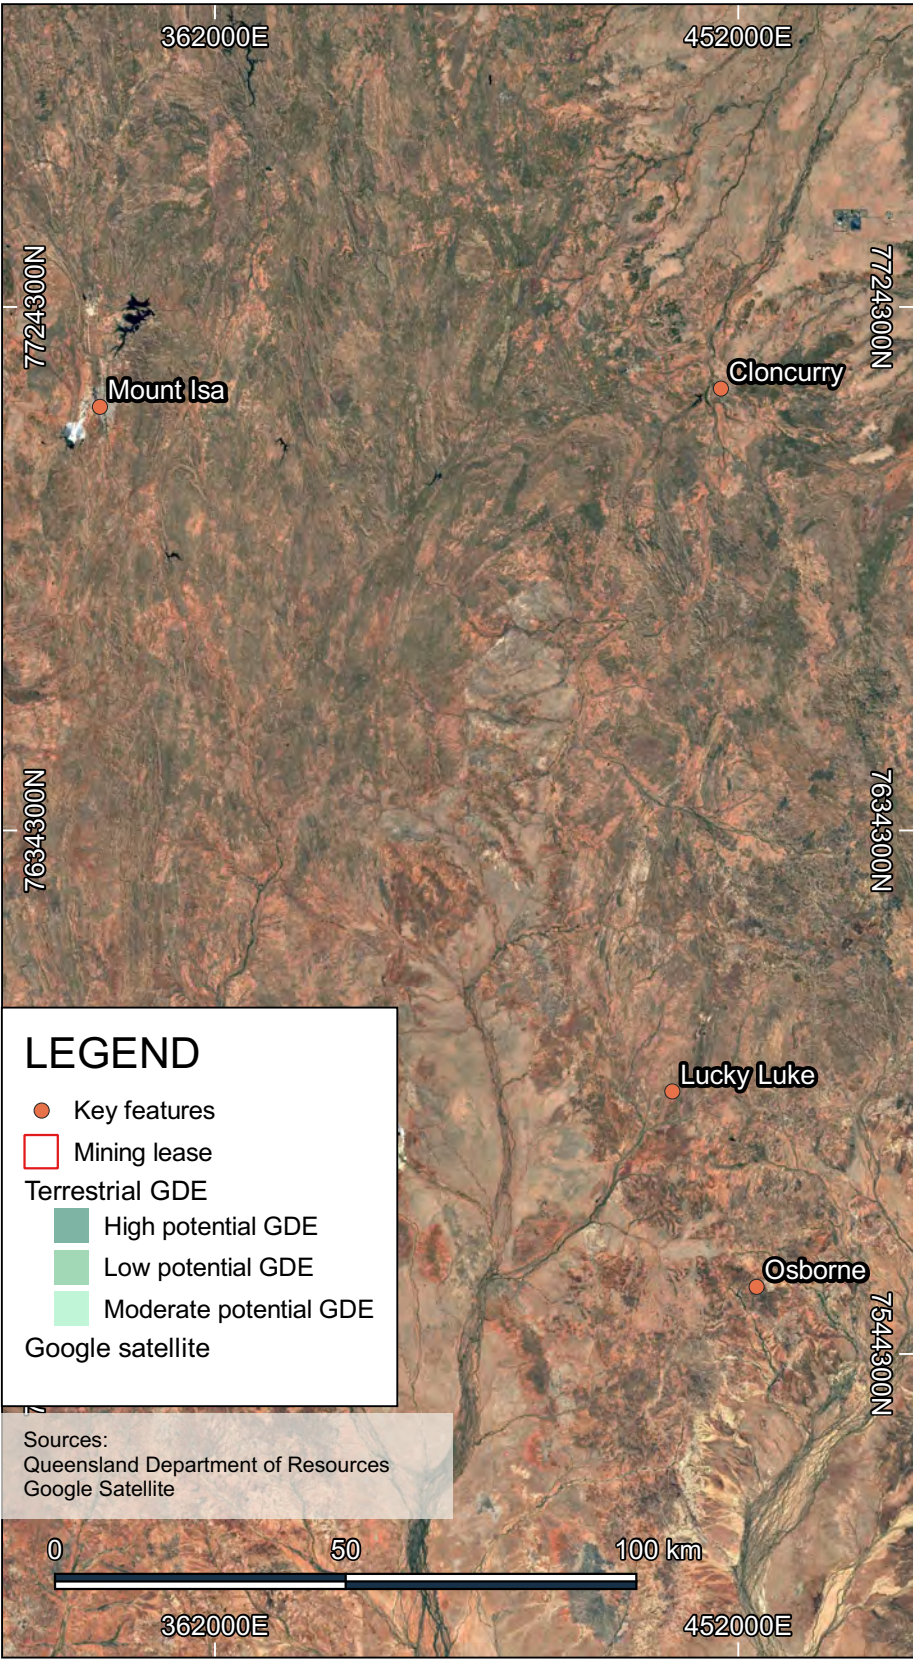 362000E
452000E
7724300N
7724300N
Mount Isa
Cloncurry
7634300N
7634300N
LEGEND
Key features
Mining lease
Terrestrial GDE
High potential GDE
Low potential GDE
Moderate potential GDE
Google satellite
Lucky Luke
Osborne
7544300N
Sources:
Queensland Department of Resources
Google Satellite
0
50
100 km
362000E
452000E